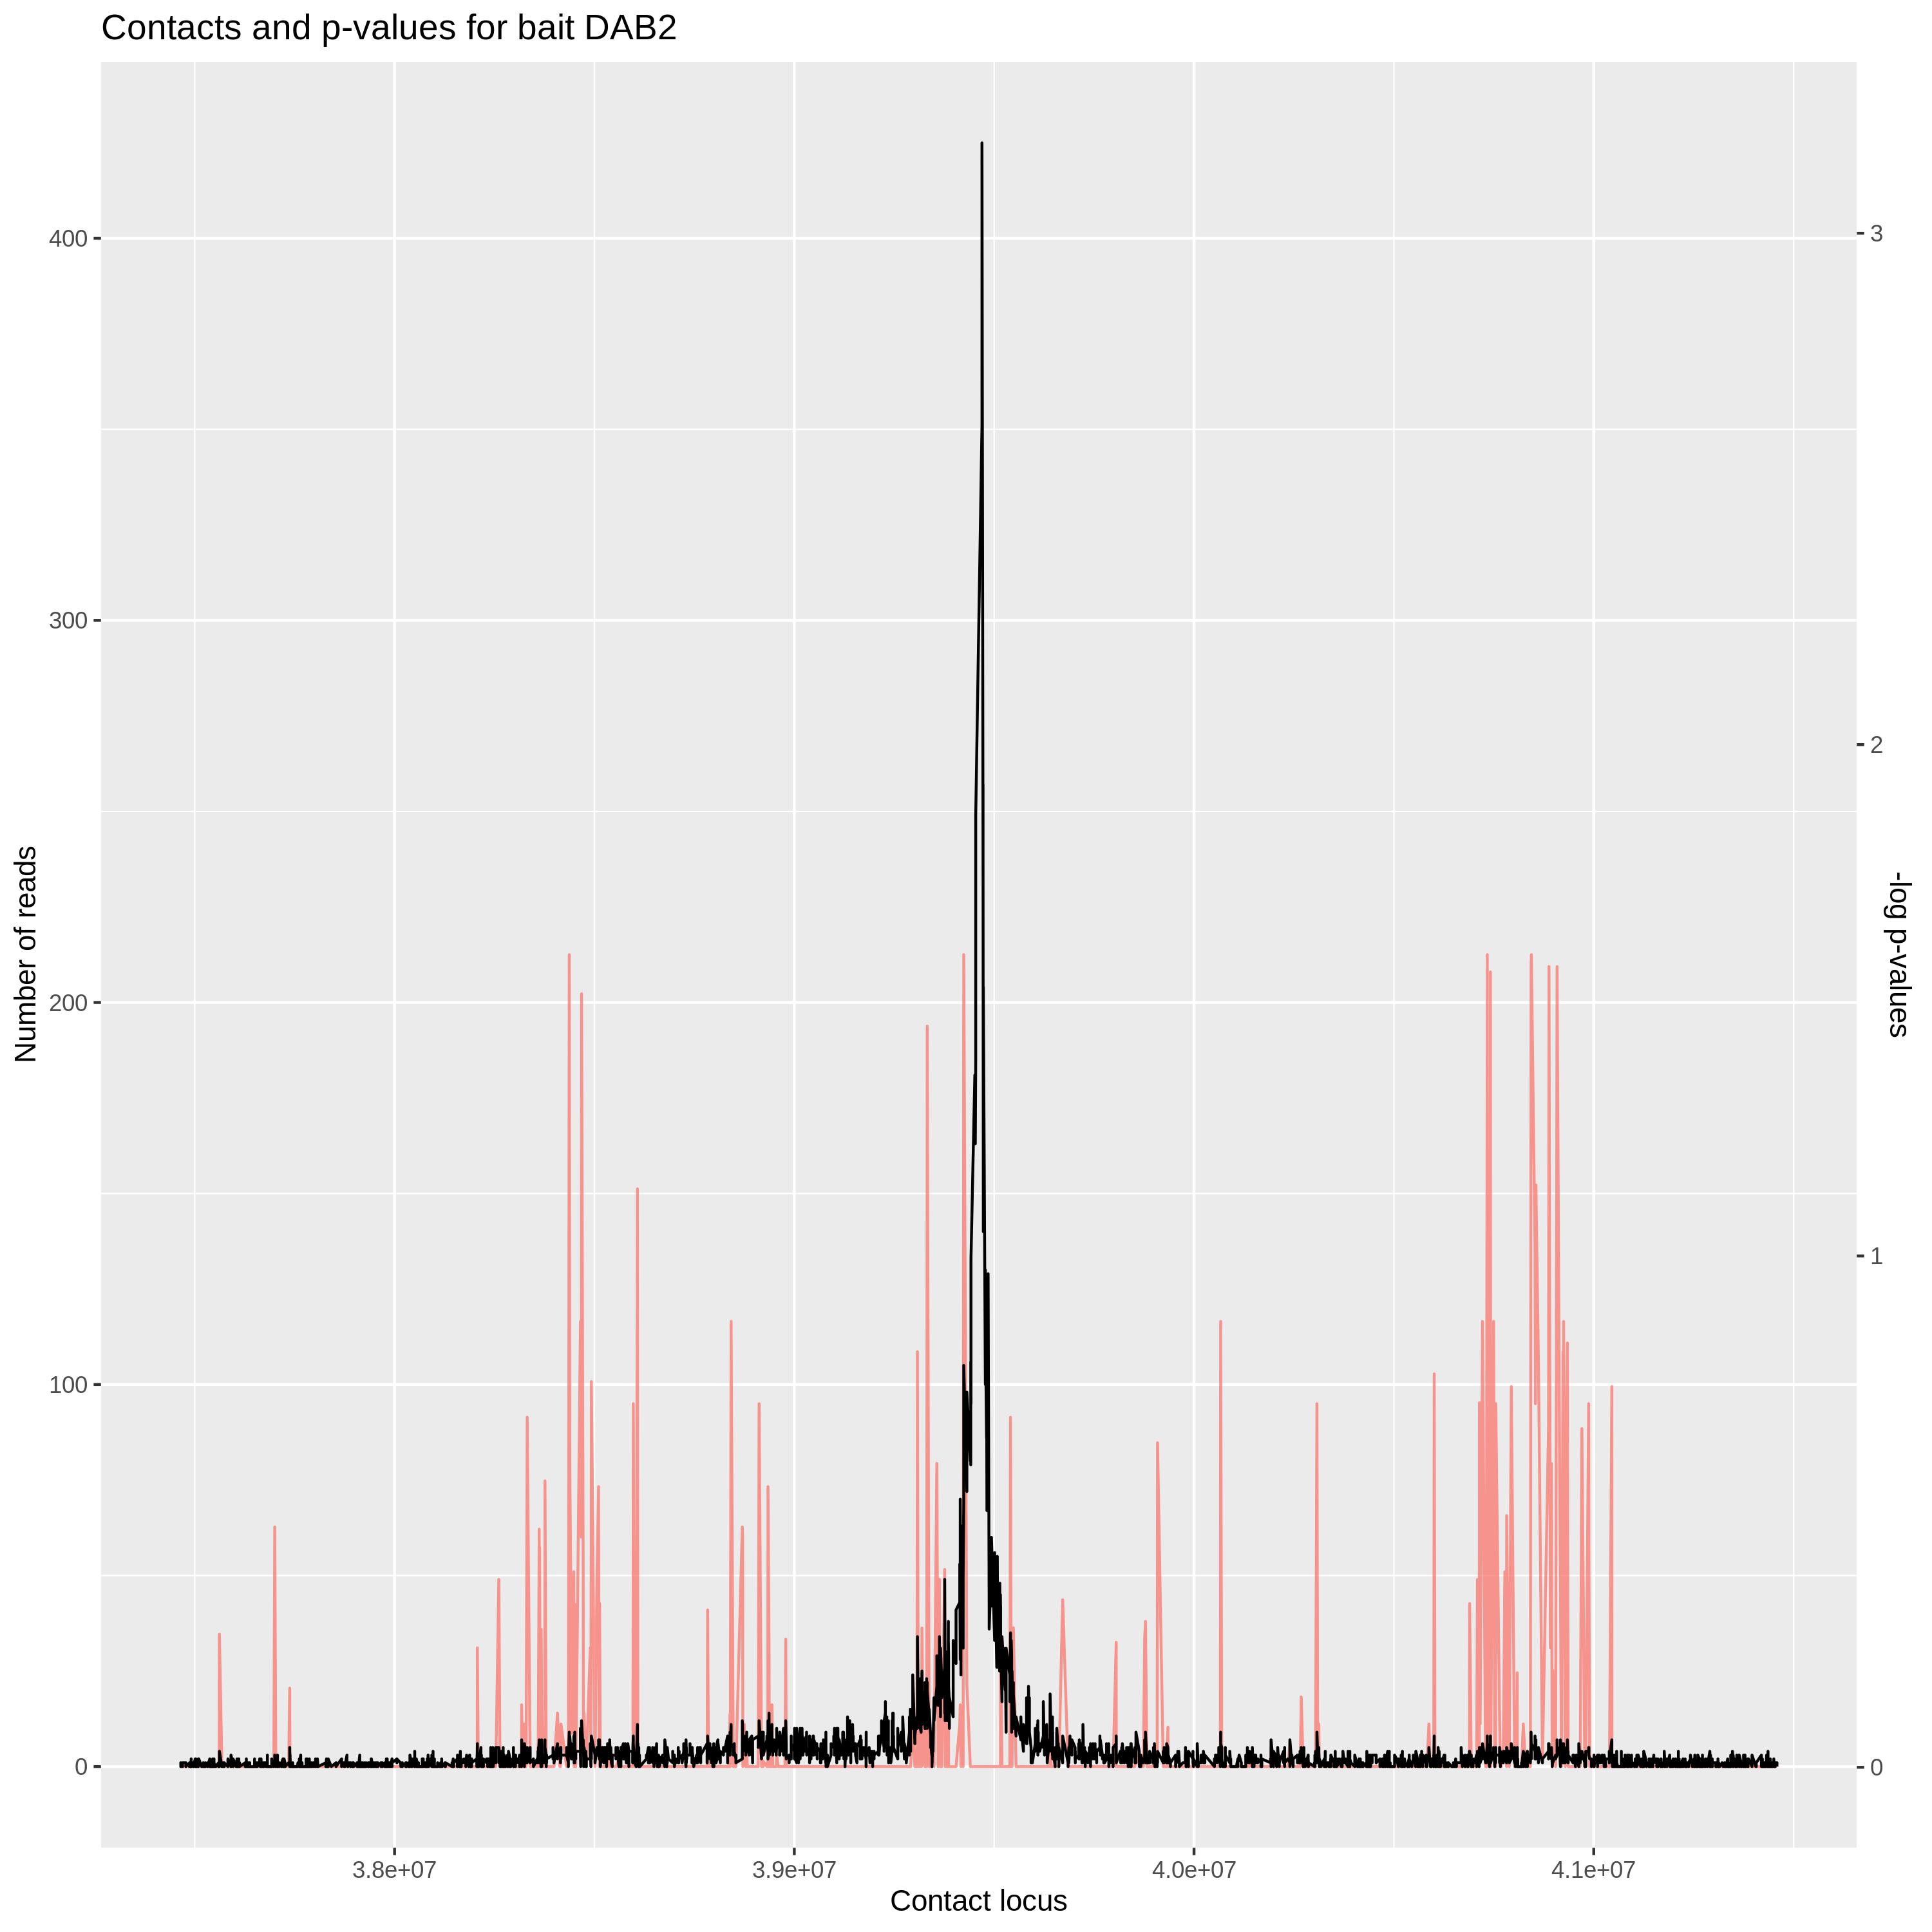 Contacts and p-values for bait DAB2
400
300
200
100
0
Number of reads
3
2
1
0
-log p-values
3.8e+07
3.9e+07
4.0e+07
4.1e+07
Contact locus